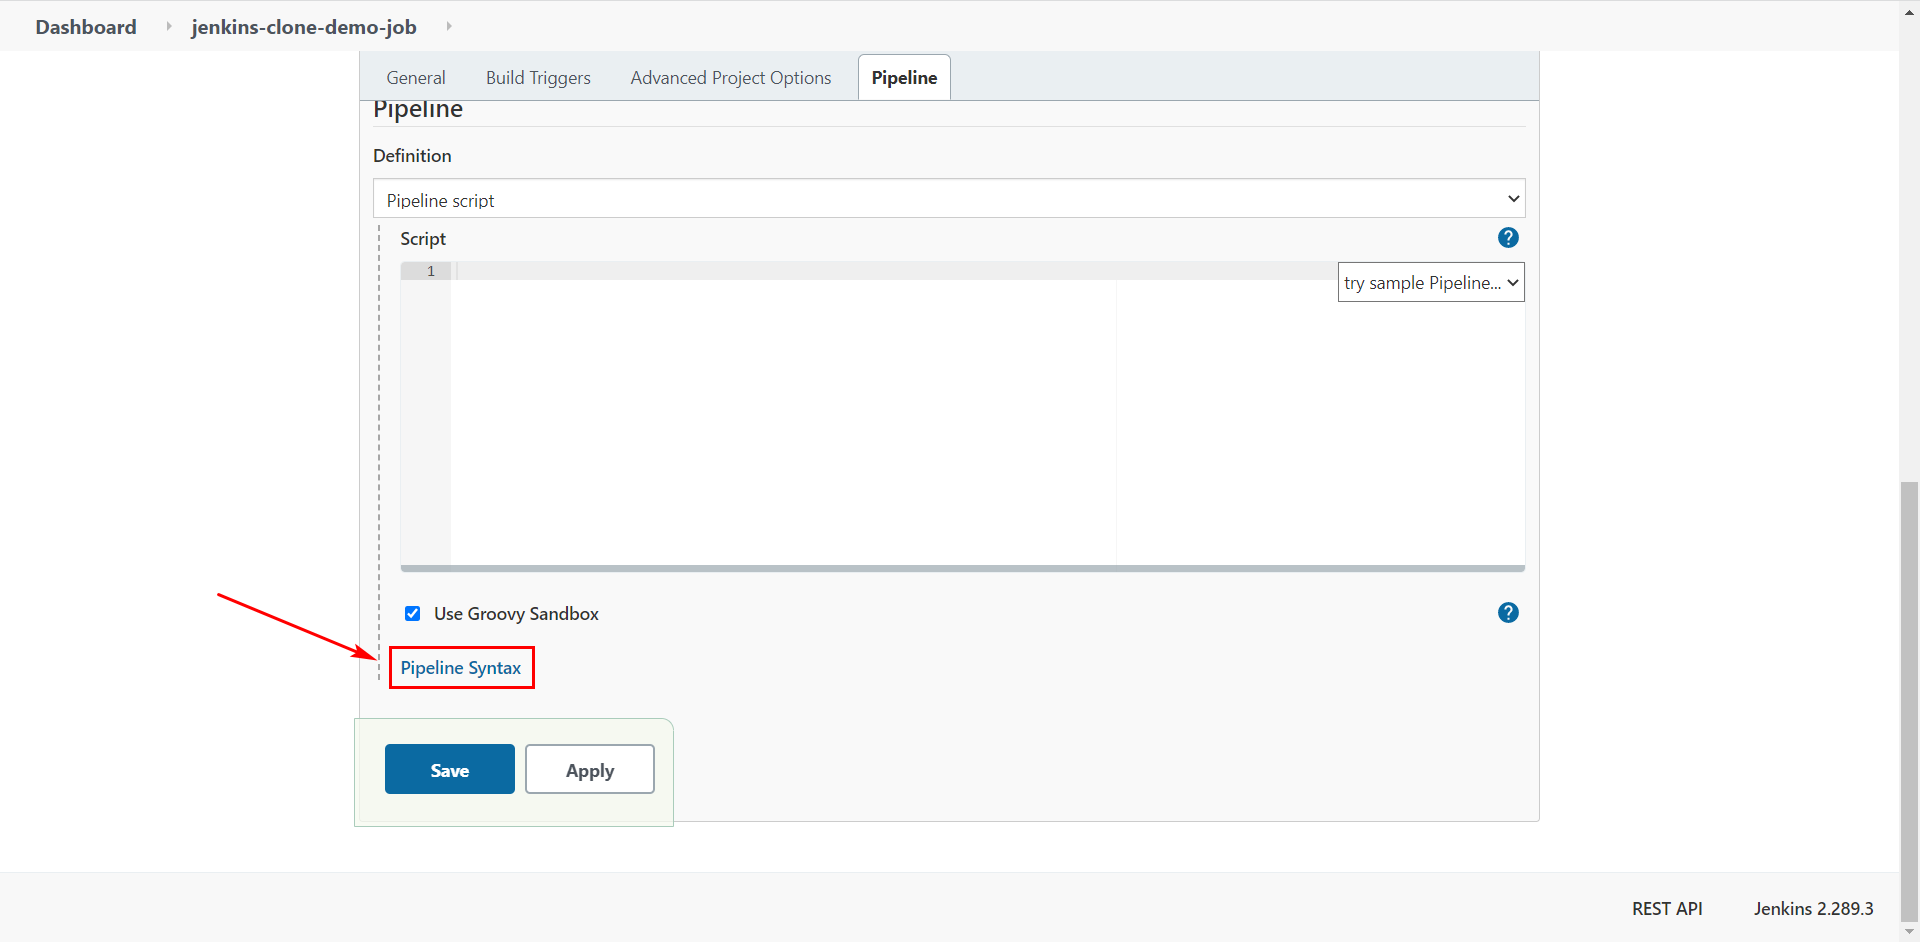 Dashboard jenkins-clone-demo-job
General Build Triggers Advanced Project Options Pipeline
Pipeline
Definition
Pipeline script
Script
1
try sample Pipeline...
Use Groovy Sandbox
Pipeline Syntax
Save Apply
REST API Jenkins 2.289.3